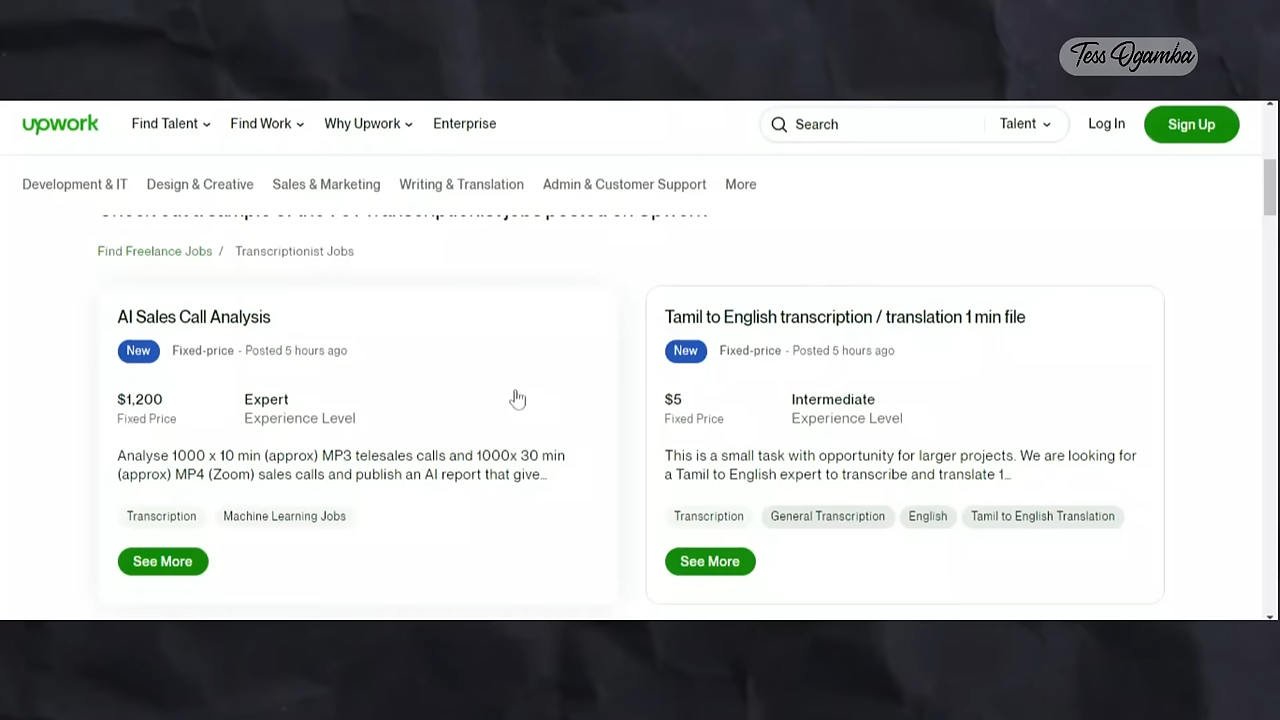 Tess Ogamba
upwork Find Talent Find Work Why Upwork Enterprise Search Talent Log In Sign Up
Development & IT Design & Creative Sales & Marketing Writing & Translation Admin & Customer Support More
Find Freelance Jobs / Transcriptionist Jobs
AI Sales Call Analysis
New Fixed-price - Posted 5 hours ago
$1,200 Expert
Fixed Price Experience Level
Analyse 1000 x 10 min (approx) MP3 telesales calls and 1000x 30 min
(approx) MP4 (Zoom) sales calls and publish an AI report that give...
Transcription Machine Learning Jobs
See More
Tamil to English transcription / translation 1 min file
New Fixed-price - Posted 5 hours ago
$5 Intermediate
Fixed Price Experience Level
This is a small task with opportunity for larger projects. We are looking for
a Tamil to English expert to transcribe and translate 1...
Transcription General Transcription English Tamil to English Translation
See More